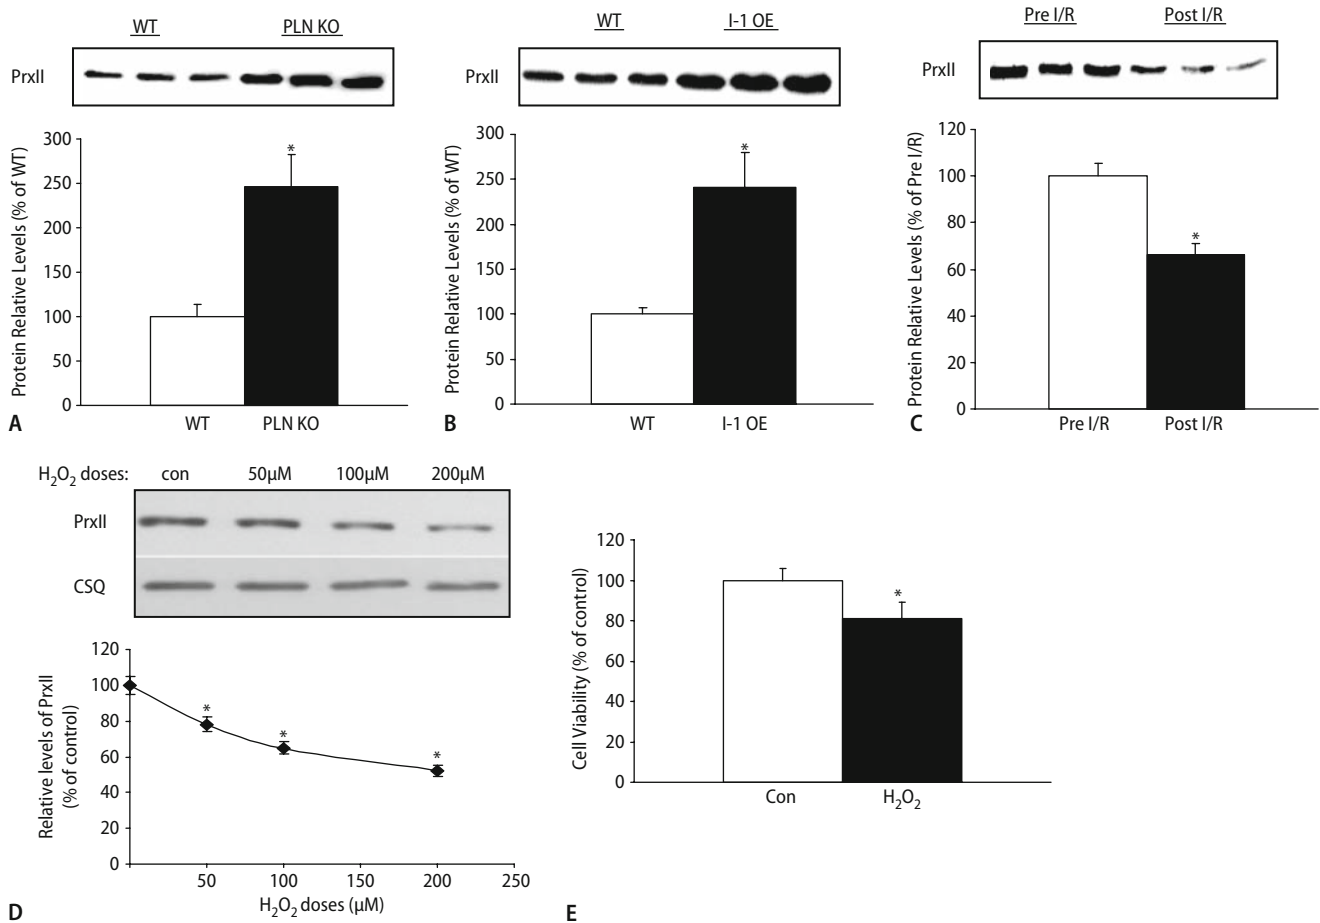 WT PLN KO
PrxII
Protein Relative Levels (% of WT)
300
250
200
150
100
50
0
*
WT PLN KO
A
WT I-1 OE
PrxII
Protein Relative Levels (% of WT)
300
250
200
150
100
50
0
*
WT I-1 OE
B
Pre I/R Post I/R
PrxII
Protein Relative Levels (% of Pre I/R)
120
100
80
60
40
20
0
*
Pre I/R Post I/R
C
H₂O₂ doses: con 50µM 100µM 200µM
PrxII
CSQ
Relative levels of PrxII
(% of control)
120
100
80
60
40
20
0
* * *
50 100 150 200 250
H₂O₂ doses (µM)
D
Cell Viability (% of control)
120
100
80
60
40
20
0
*
Con H₂O₂
E